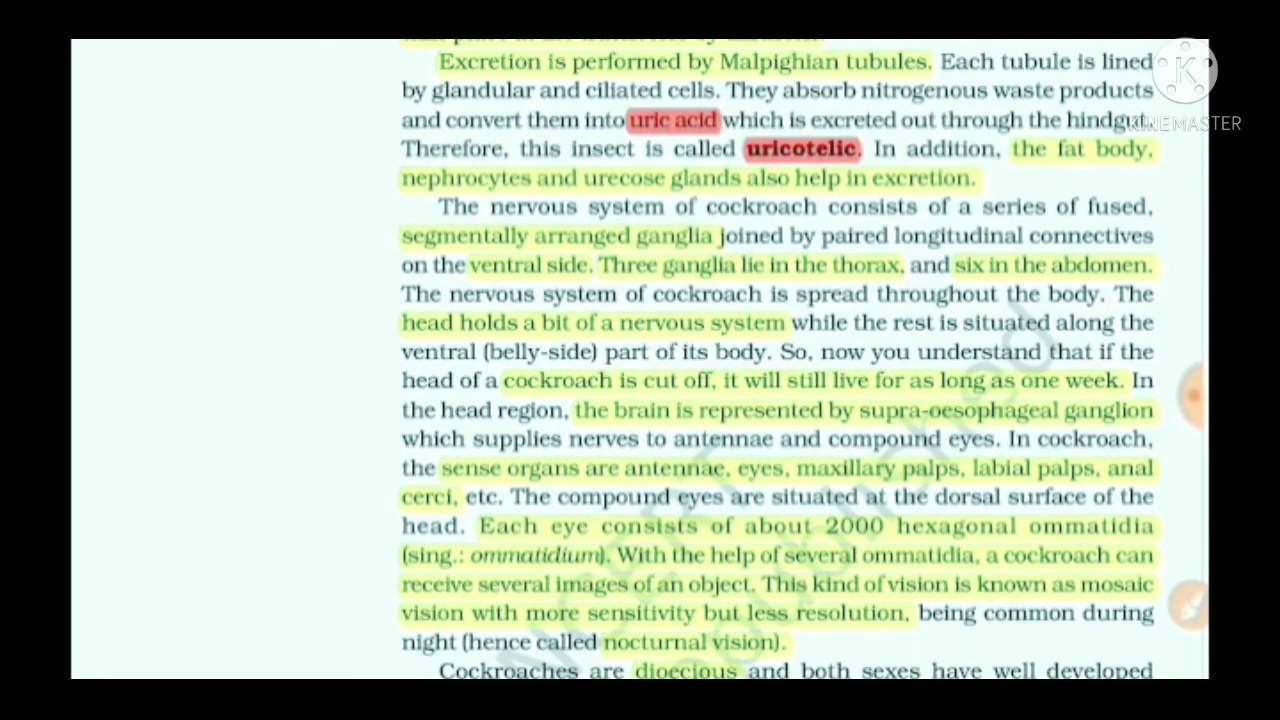 Excretion is performed by Malpighian tubules. Each tubule is lined
by glandular and ciliated cells. They absorb nitrogenous waste products
and convert them into uric acid which is excreted out through the hindgut.
KINEMASTER
Therefore, this insect is called uricotelic. In addition, the fat body,
nephrocytes and urecose glands also help in excretion.
The nervous system of cockroach consists of a series of fused,
segmentally arranged ganglia joined by paired longitudinal connectives
on the ventral side. Three ganglia lie in the thorax, and six in the abdomen.
The nervous system of cockroach is spread throughout the body. The
head holds a bit of a nervous system while the rest is situated along the
ventral (belly-side) part of its body. So, now you understand that if the
head of a cockroach is cut off, it will still live for as long as one week. In
the head region, the brain is represented by supra-oesophageal ganglion
which supplies nerves to antennae and compound eyes. In cockroach,
the sense organs are antennae, eyes, maxillary palps, labial palps, anal
cerci, etc. The compound eyes are situated at the dorsal surface of the
head. Each eye consists of about 2000 hexagonal ommatidia
(sing.: ommatidium). With the help of several ommatidia, a cockroach can
receive several images of an object. This kind of vision is known as mosaic
vision with more sensitivity but less resolution, being common during
night (hence called nocturnal vision).
Cockroaches are dioecious and both sexes have well developed